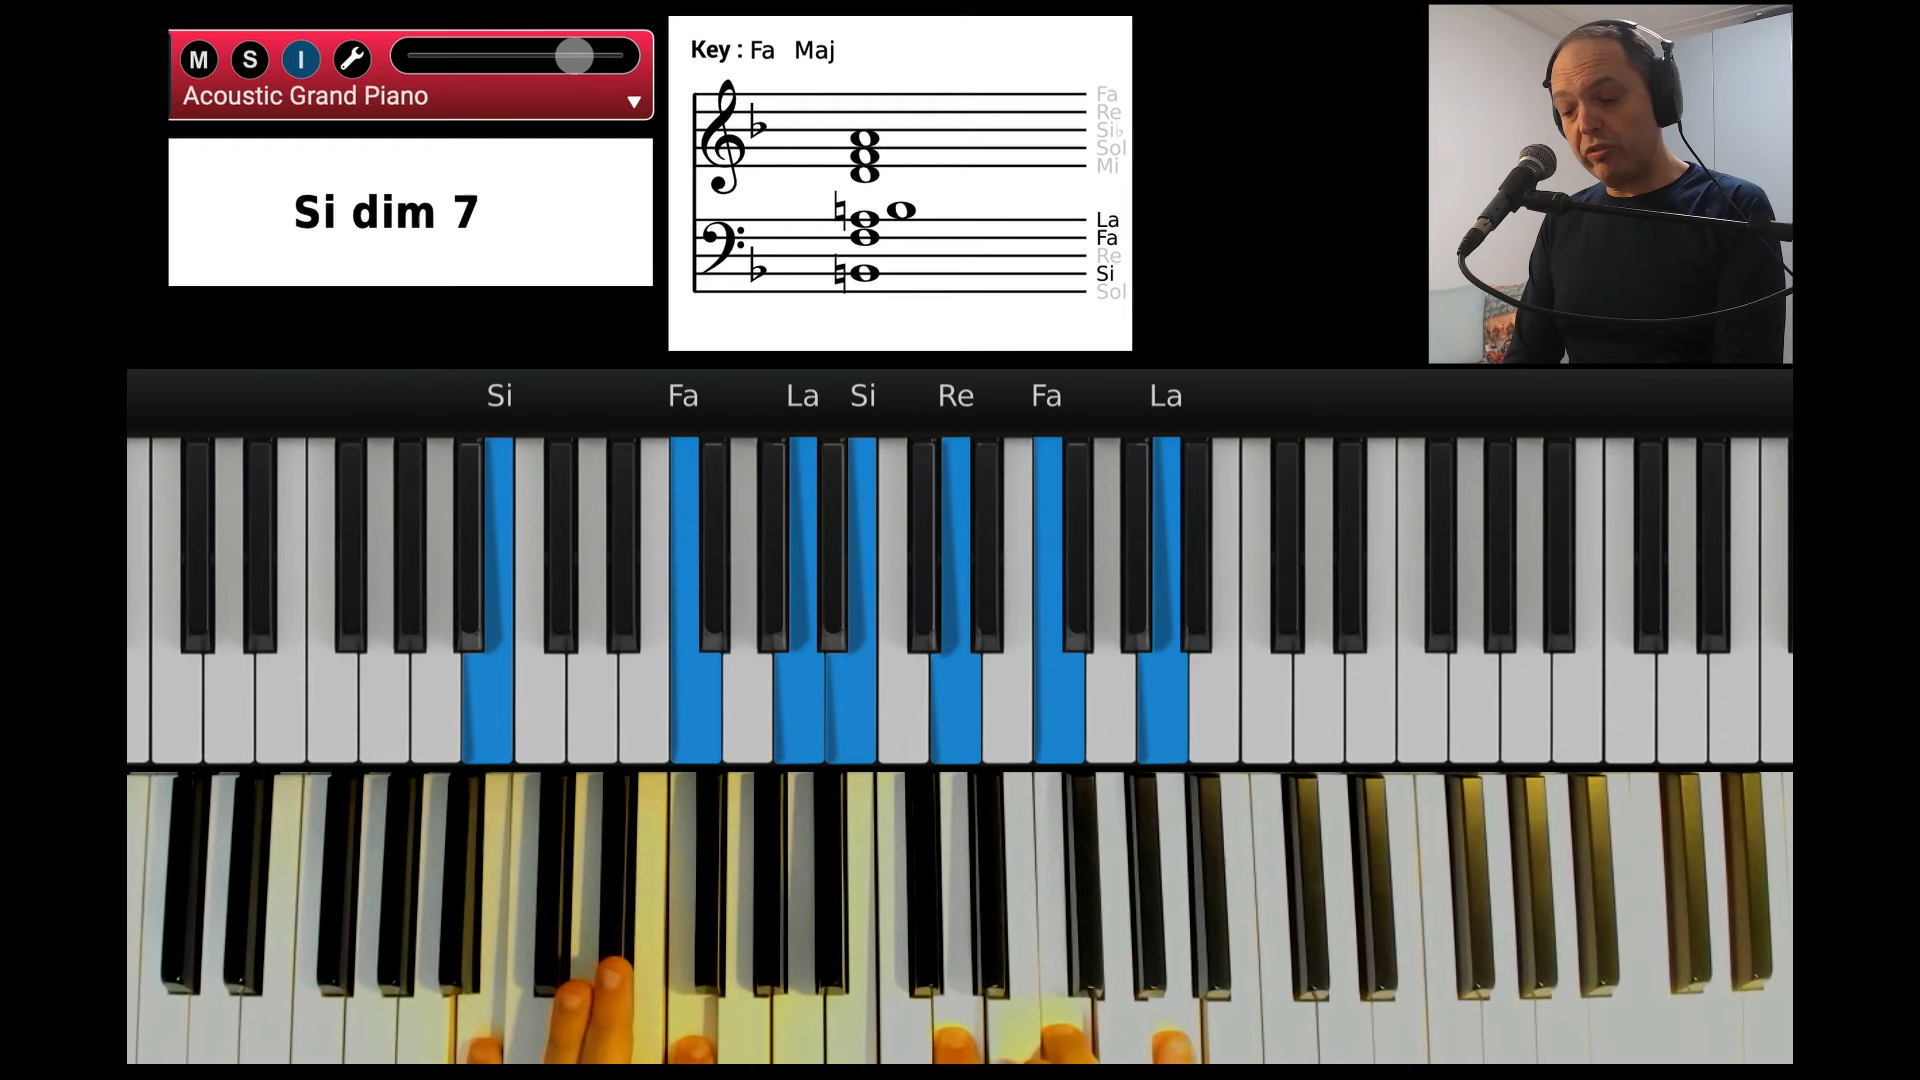 M S I
Acoustic Grand Piano
Si dim 7
Key : Fa Maj
Fa
Re
Si♭
Sol
Mi
La
Fa
Re
Si
Sol
Si Fa La Si Re Fa La